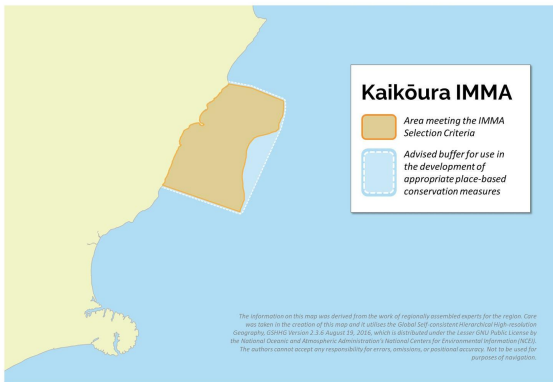 Kaikōura IMMA
Area meeting the IMMA
Selection Criteria
Advised buffer for use in
the development of
appropriate place-based
conservation measures
The information on this map was derived from the work of regionally assembled experts for the region. Care
was taken in the creation of this map and it utilises the Global Self-consistent Hierarchical High-resolution
Geography, GSHHG Version 2.3.6 August 19, 2016, which is distributed under the Lesser GNU Public License by
the National Oceanic and Atmospheric Administration's National Centers for Environmental Information (NCEI).
The authors cannot accept any responsibility for errors, omissions, or positional accuracy. Not to be used for
purposes of navigation.